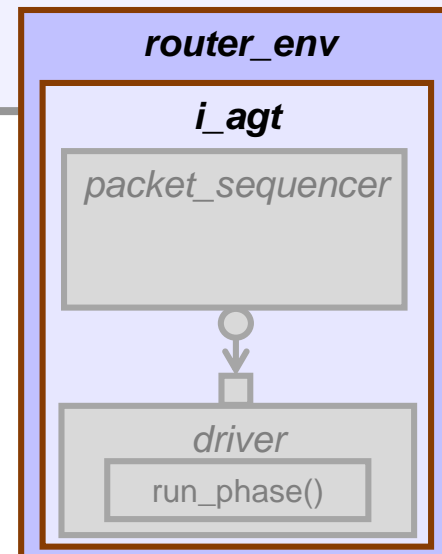 router_env
i_agt
packet_sequencer
driver
run_phase()